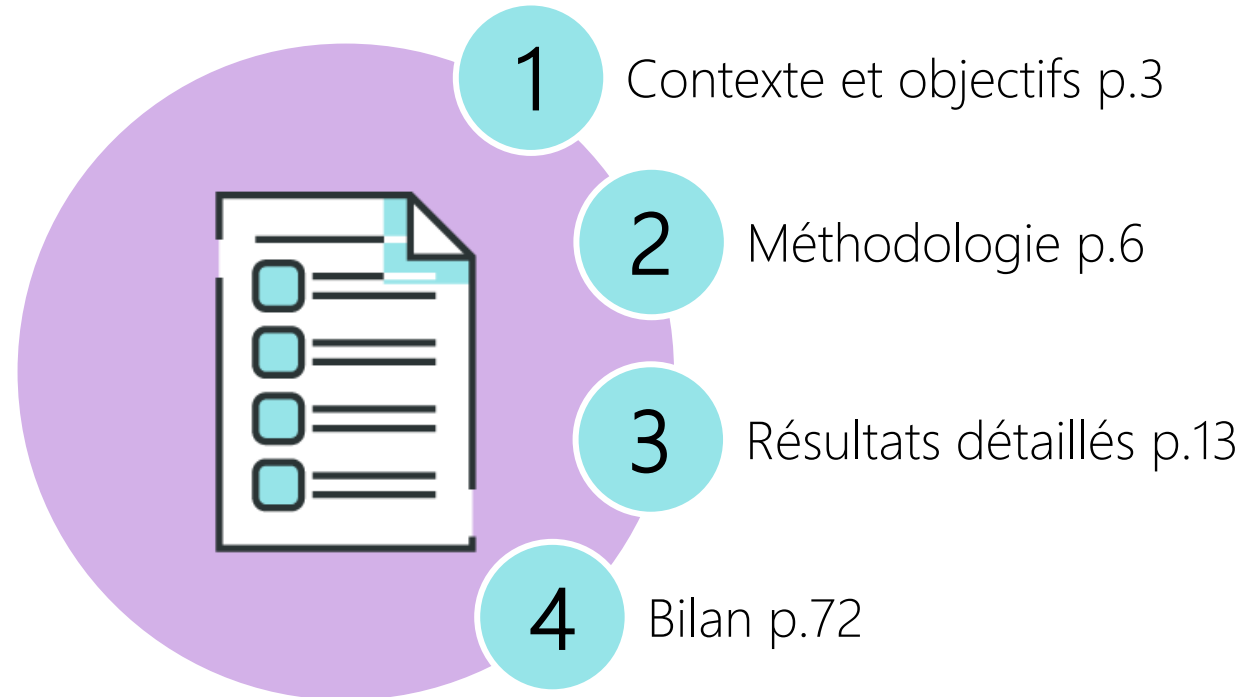 1 Contexte et objectifs p.3
2 Méthodologie p.6
3 Résultats détaillés p.13
4 Bilan p.72